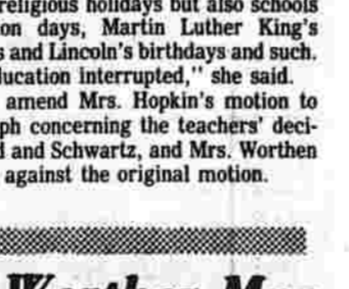 religious holidays but also schools
on days, Martin Luther King's
s and Lincoln's birthdays and such.
ducation interrupted," she said.
amend Mrs. Hopkin's motion to
ph concerning the teachers' deci-
d and Schwartz, and Mrs. Worthen
against the original motion.